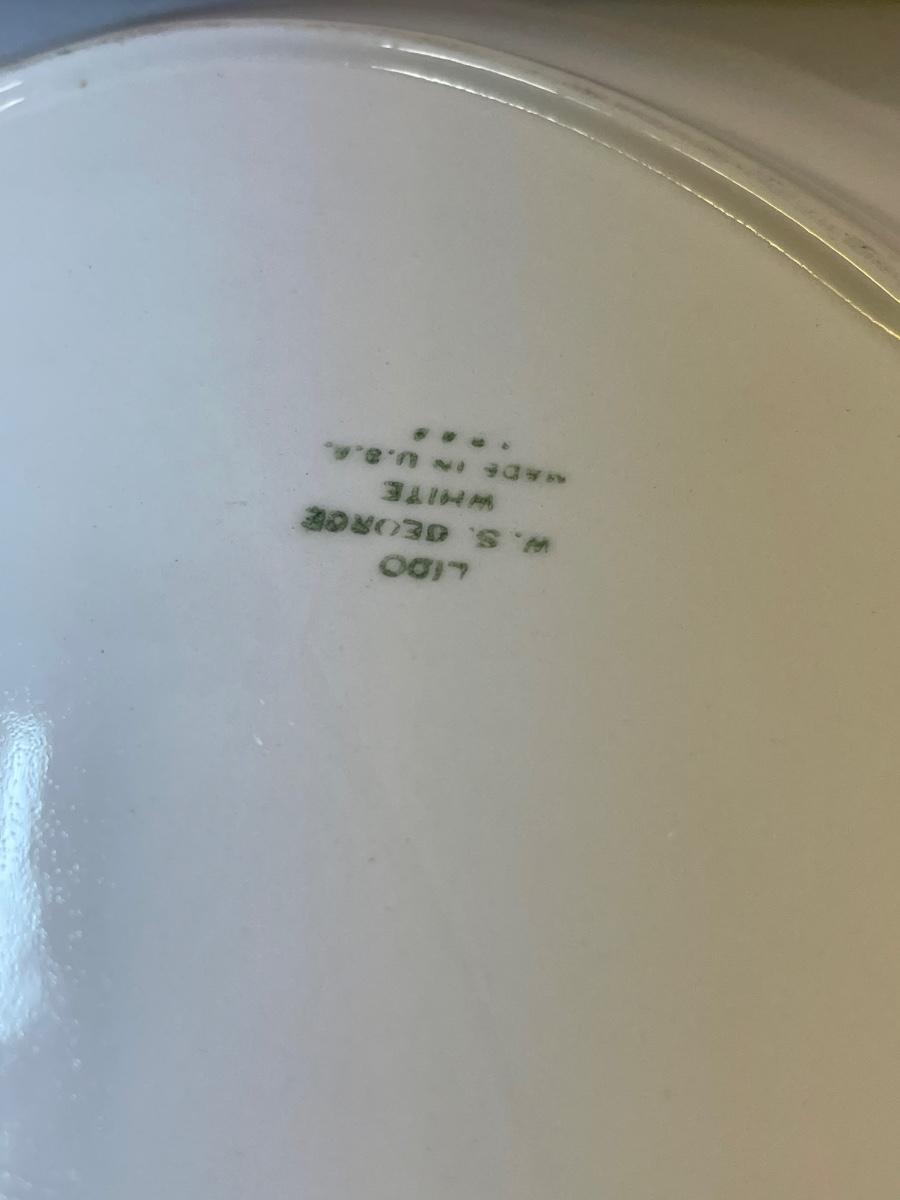 LIDO
W. S. GEORGE
WHITE
MADE IN U.S.A.